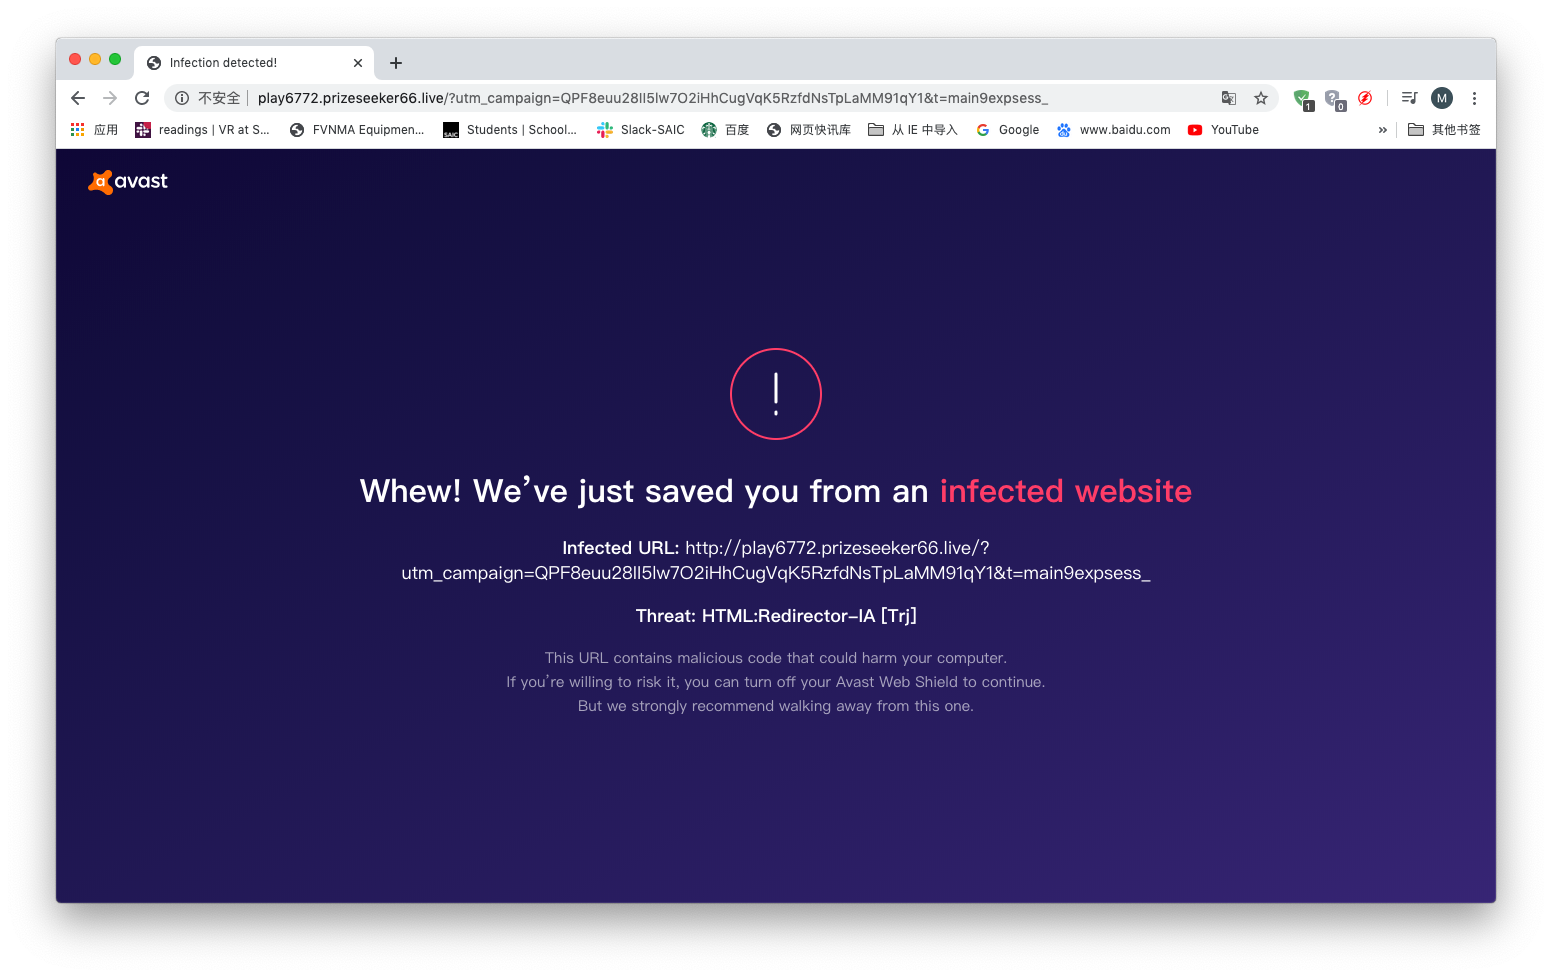 Infection detected!
不安全 play6772.prizeseeker66.live/?utm_campaign=QPF8euu28II5Iw7O2iHhCugVqK5RzfdNsTpLaMM91qY1&t=main9expsess_
1
0
M
应用 readings | VR at S... FVNMA Equipmen... SAIC Students | School... Slack-SAIC 百度 网页快讯库 从 IE 中导入 Google www.baidu.com YouTube » 其他书签
avast
Whew! We've just saved you from an infected website
Infected URL: http://play6772.prizeseeker66.live/?
utm_campaign=QPF8euu28II5Iw7O2iHhCugVqK5RzfdNsTpLaMM91qY1&t=main9expsess_
Threat: HTML:Redirector-IA [Trj]
This URL contains malicious code that could harm your computer.
If you're willing to risk it, you can turn off your Avast Web Shield to continue.
But we strongly recommend walking away from this one.